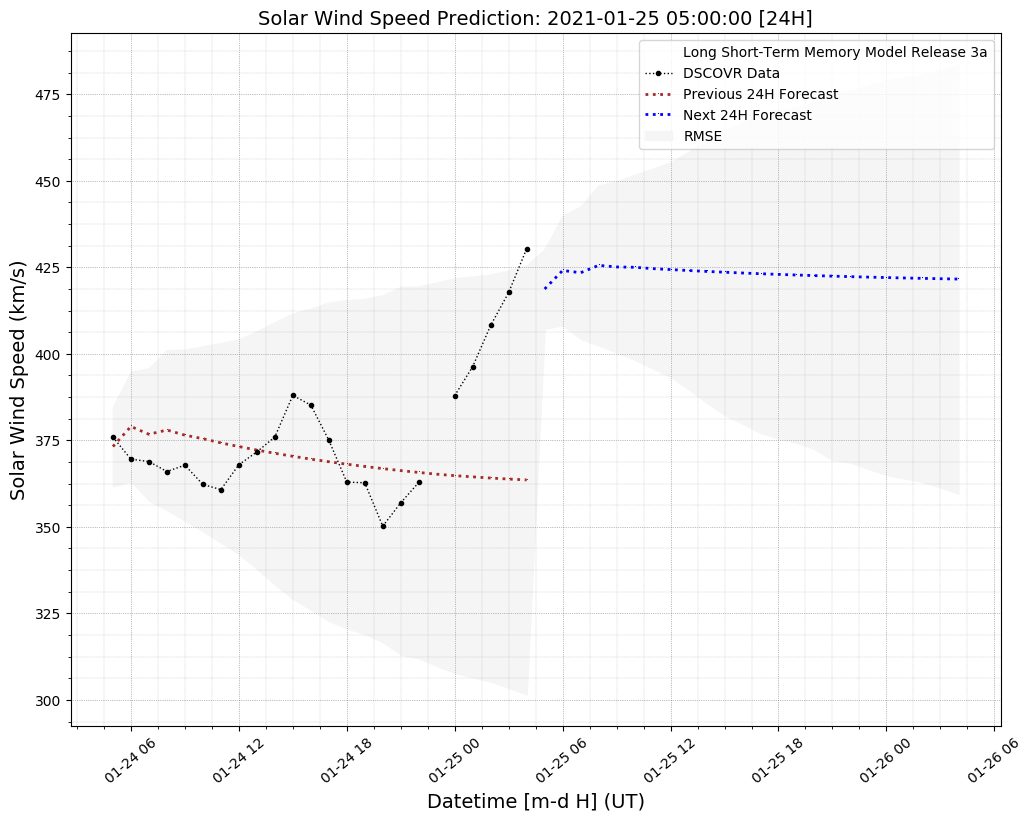 Solar Wind Speed Prediction: 2021-01-25 05:00:00 [24H]
Long Short-Term Memory Model Release 3a
DSCOVR Data
Previous 24H Forecast
Next 24H Forecast
RMSE
Solar Wind Speed (km/s)
475
450
425
400
375
350
325
300
01-24 06
01-24 12
01-24 18
01-25 00
01-25 06
01-25 12
01-25 18
01-26 00
01-26 06
Datetime [m-d H] (UT)